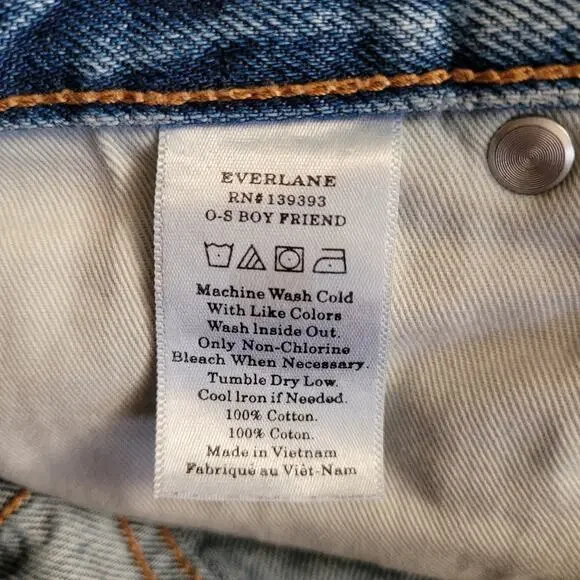 EVERLANE
RN# 139393
O-S BOY FRIEND
Machine Wash Cold
With Like Colors
Wash Inside Out.
Only Non-Chlorine
Bleach When Necessary.
Tumble Dry Low.
Cool Iron if Needed.
100% Cotton.
100% Coton.
Made in Vietnam
Fabriqué au Viêt-Nam